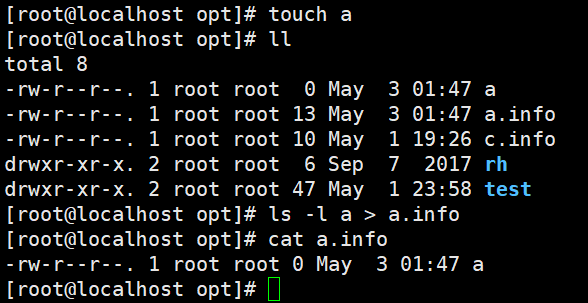 [root@localhost opt]# touch a
[root@localhost opt]# ll
total 8
-rw-r--r--. 1 root root  0 May  3 01:47 a
-rw-r--r--. 1 root root 13 May  3 01:47 a.info
-rw-r--r--. 1 root root 10 May  1 19:26 c.info
drwxr-xr-x. 2 root root  6 Sep  7  2017 rh
drwxr-xr-x. 2 root root 47 May  1 23:58 test
[root@localhost opt]# ls -l a > a.info
[root@localhost opt]# cat a.info
-rw-r--r--. 1 root root 0 May  3 01:47 a
[root@localhost opt]#